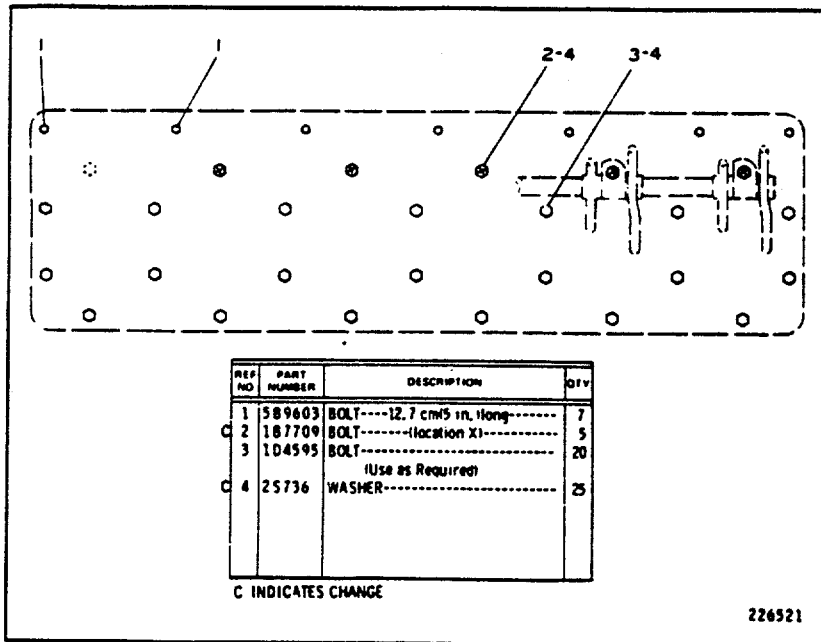 1 1 2-4 3-4
REF NO PART NUMBER DESCRIPTION QTY
1 589603 BOLT----12.7 cm(5 in.)long------- 7
C 2 187709 BOLT------(location X)----------- 5
3 1D4595 BOLT------------------------ 20
(Use as Required)
C 4 2S736 WASHER--------------------- 25
C INDICATES CHANGE
226521